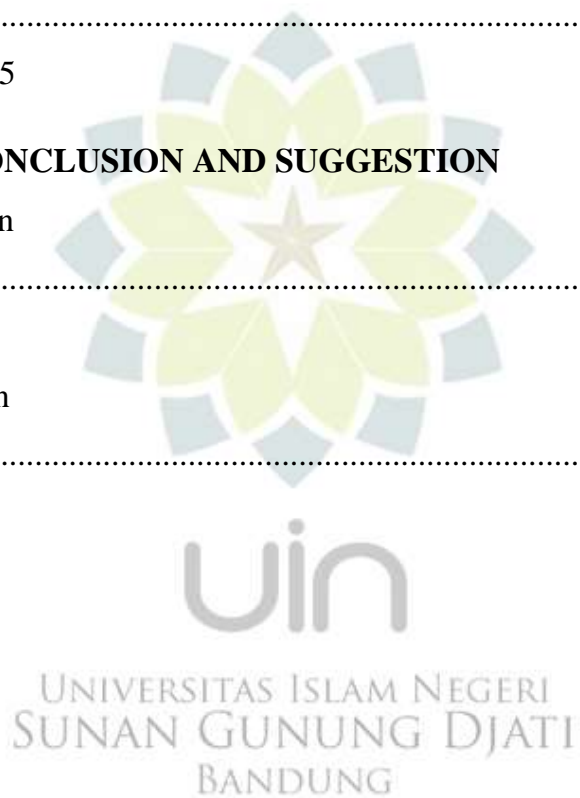 ................................................................
5
ONCLUSION AND SUGGESTION
n
................................................................
n
................................................................
uin
UNIVERSITAS ISLAM NEGERI
SUNAN GUNUNG DJATI
BANDUNG